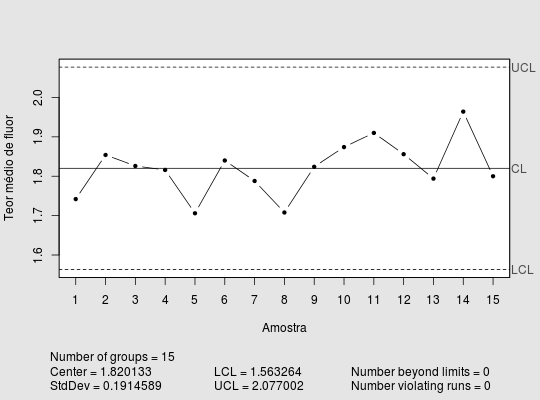 UCL
CL
LCL
Teor médio de fluor
2.0
1.9
1.8
1.7
1.6
1 2 3 4 5 6 7 8 9 10 11 12 13 14 15
Amostra
Number of groups = 15
Center = 1.820133 LCL = 1.563264 Number beyond limits = 0
StdDev = 0.1914589 UCL = 2.077002 Number violating runs = 0